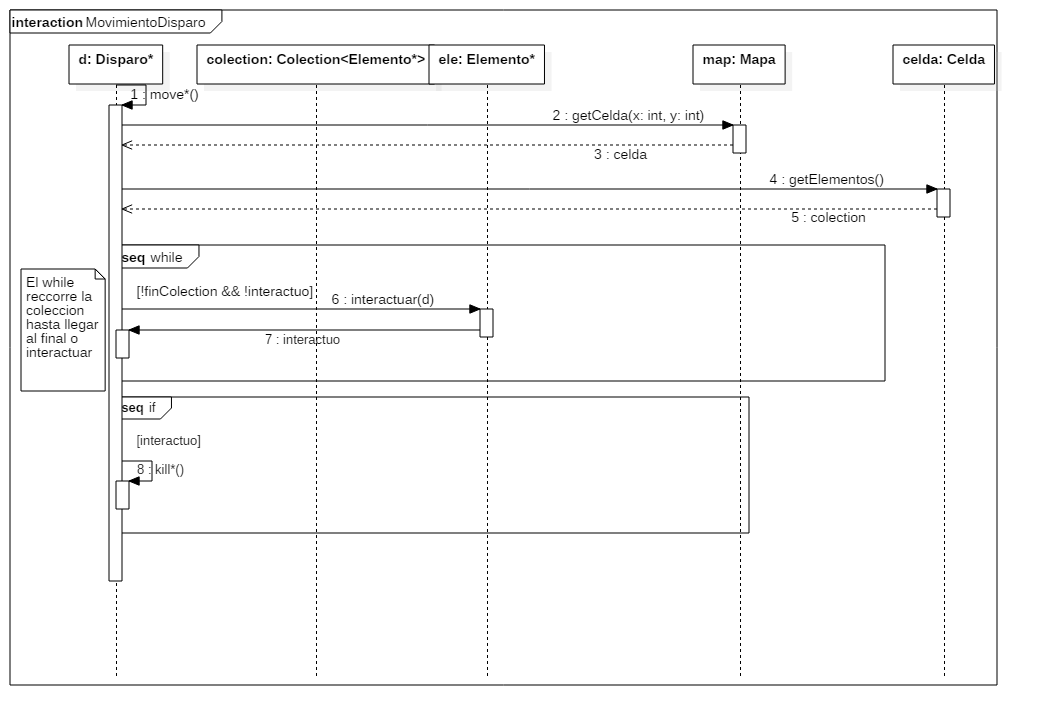 interaction MovimientoDisparo
d: Disparo*
colection: Colection<Elemento*>
ele: Elemento*
map: Mapa
celda: Celda
1 : move*()
2 : getCelda(x: int, y: int)
3 : celda
4 : getElementos()
5 : colection
seq while
El while
reccorre la
coleccion
hasta llegar
al final o
interactuar
[!finColection && !interactuo]
6 : interactuar(d)
7 : interactuo
seq if
[interactuo]
8 : kill*()